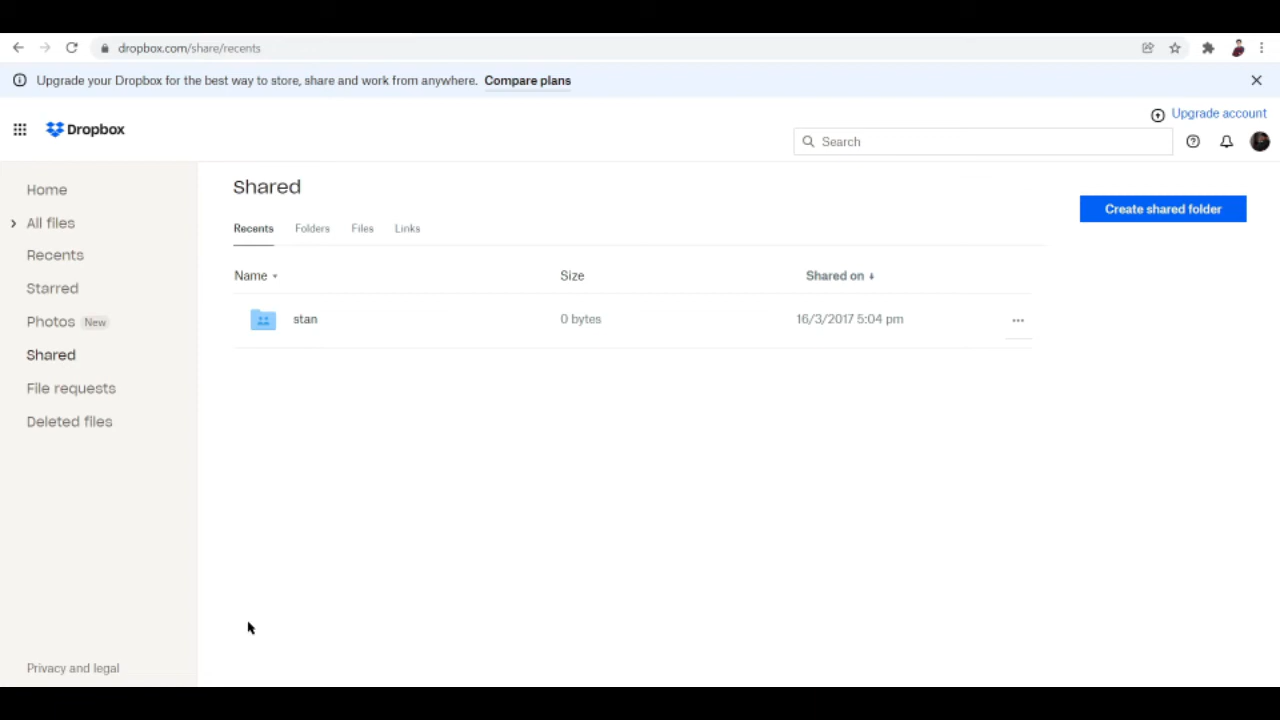 dropbox.com/share/recents
Upgrade your Dropbox for the best way to store, share and work from anywhere. Compare plans
Upgrade account
Dropbox
Search
Home
All files
Recents
Starred
Photos New
Shared
File requests
Deleted files
Privacy and legal
Shared
Create shared folder
Recents Folders Files Links
Name Size Shared on
stan 0 bytes 16/3/2017 5:04 pm